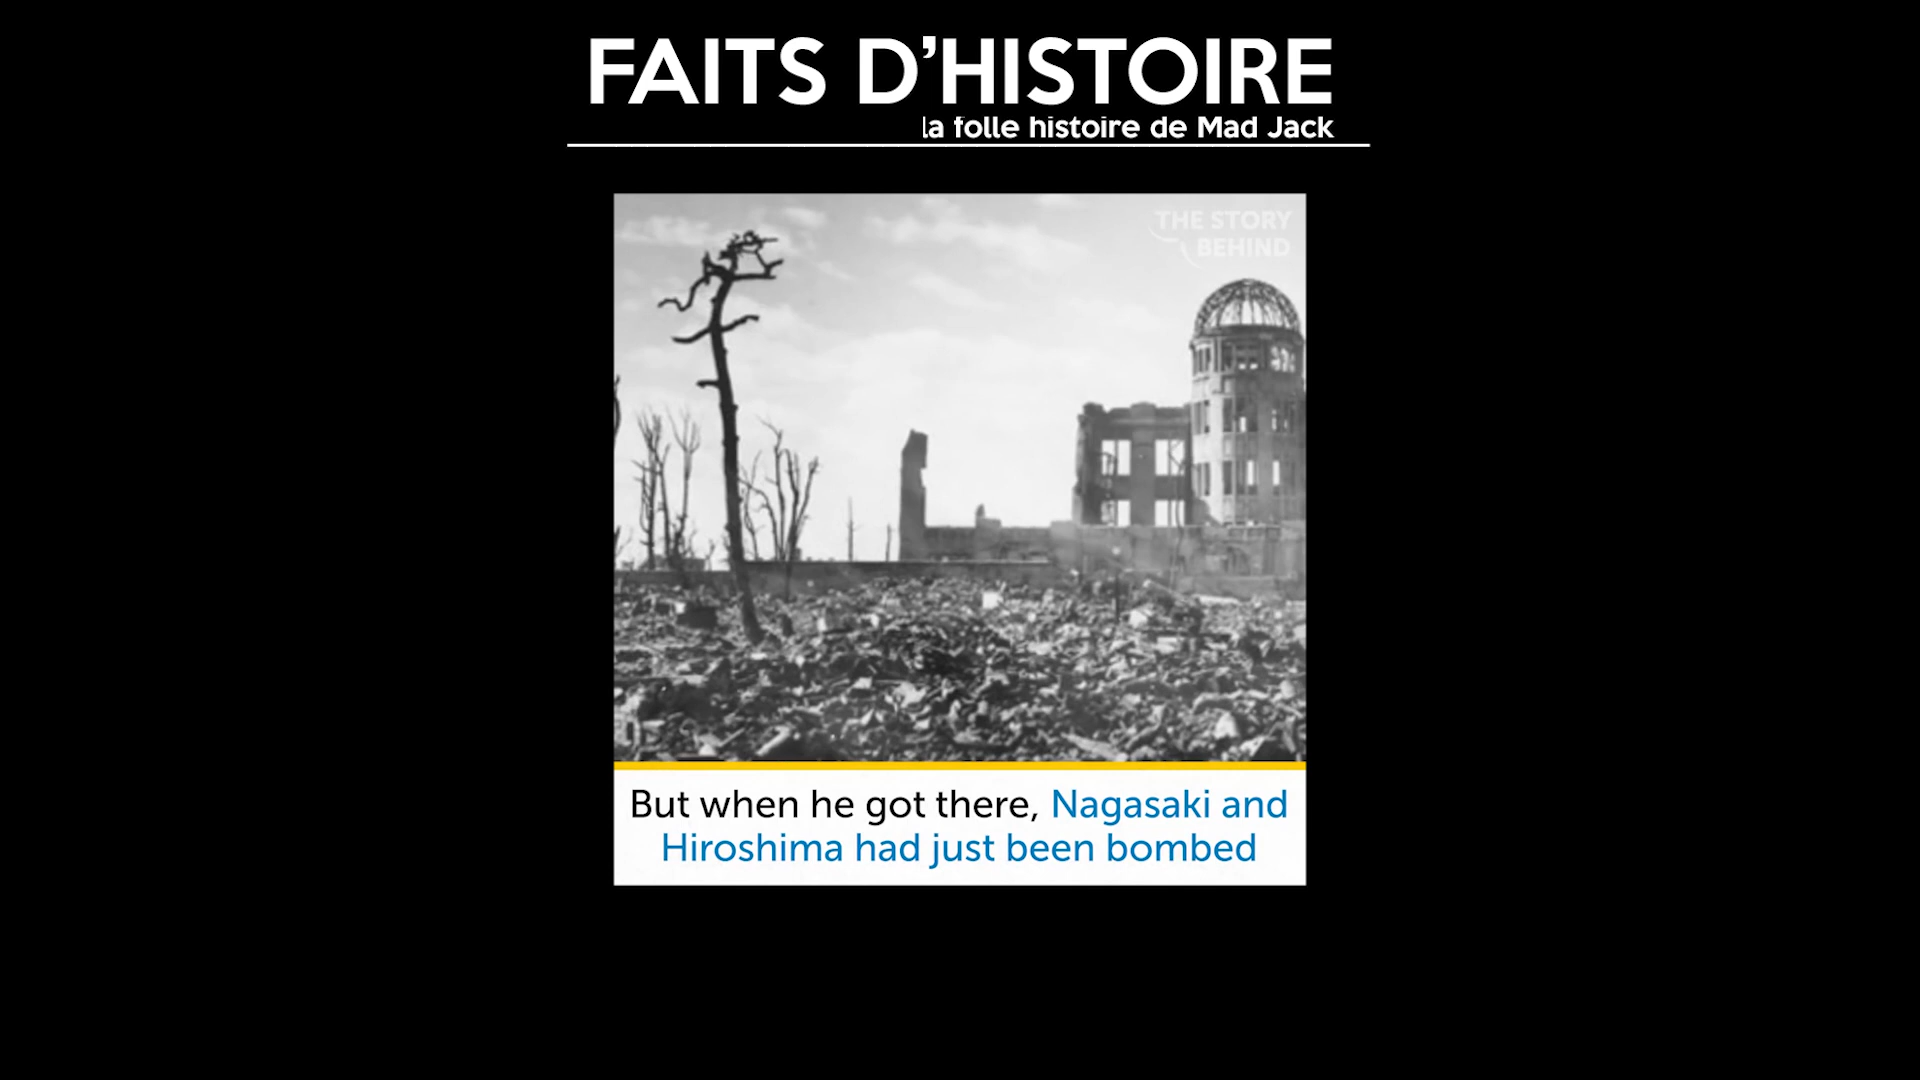 FAITS D'HISTOIRE
la folle histoire de Mad Jack
THE STORY
BEHIND
But when he got there, Nagasaki and
Hiroshima had just been bombed